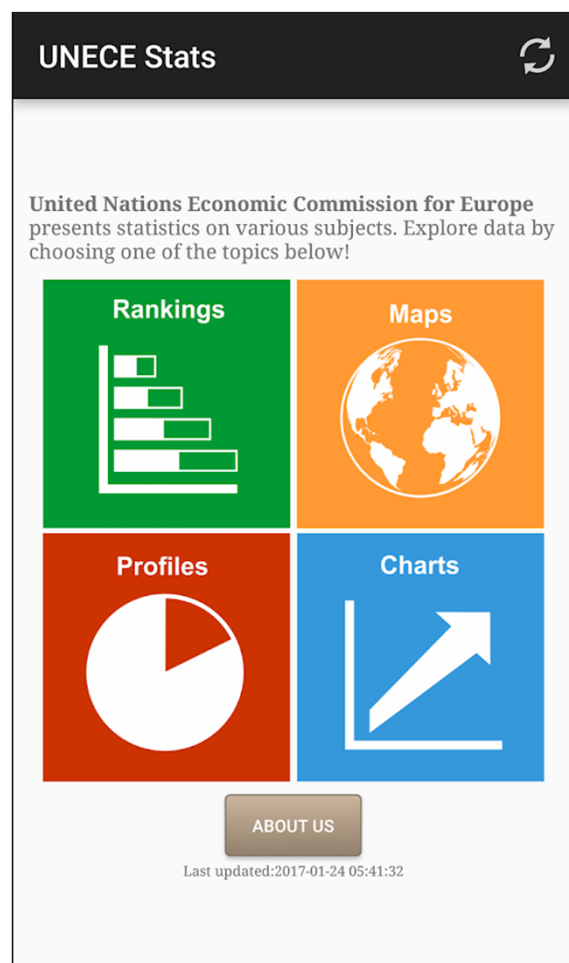 UNECE Stats
United Nations Economic Commission for Europe
presents statistics on various subjects. Explore data by
choosing one of the topics below!
Rankings
Maps
Profiles
Charts
ABOUT US
Last updated:2017-01-24 05:41:32